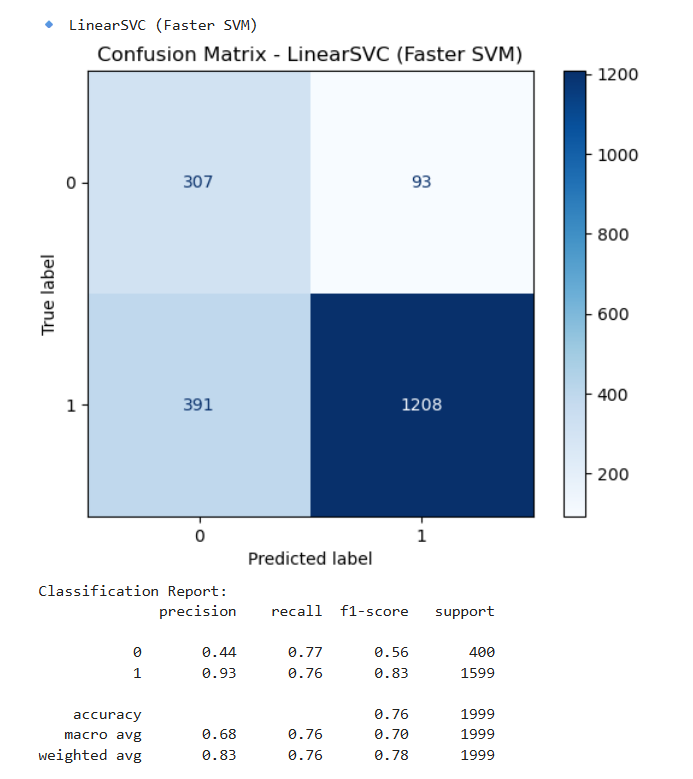 LinearSVC (Faster SVM)
Confusion Matrix - LinearSVC (Faster SVM)
1200
1000
800
600
400
200
True label
0
307 93
1
391 1208
0 1
Predicted label
Classification Report:
precision recall f1-score support
0 0.44 0.77 0.56 400
1 0.93 0.76 0.83 1599
accuracy 0.76 1999
macro avg 0.68 0.76 0.70 1999
weighted avg 0.83 0.76 0.78 1999